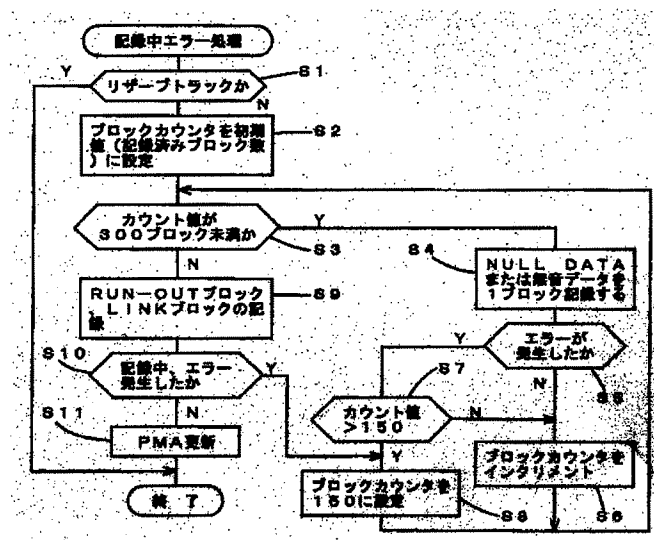 記録中エラー処理
Y
リザーブトラックか
S1
N
ブロックカウンタを初期
値(記録済みブロック数
)に設定
S2
カウント値が
300ブロック未満か
Y
S3
N
S4
NULL DATA
または無音データを
1ブロック記録する
RUN-OUTブロック
、LINKブロックの記
録
S9
Y
エラーが
発生したか
S5
N
S10
記録中、エラー
発生したか
Y
S7
カウント値
>150
N
Y
N
S11
PMA更新
ブロックカウンタを
インクリメント
S6
ブロックカウンタを
150に設定
S8
終 了